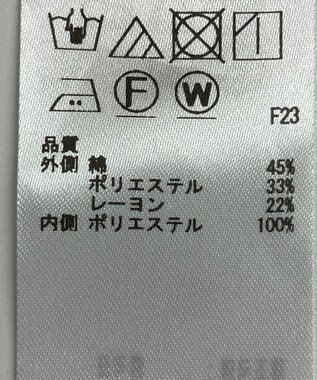 F W
F23
品質
外側 綿 45%
ポリエステル 33%
レーヨン 22%
内側 ポリエステル 100%